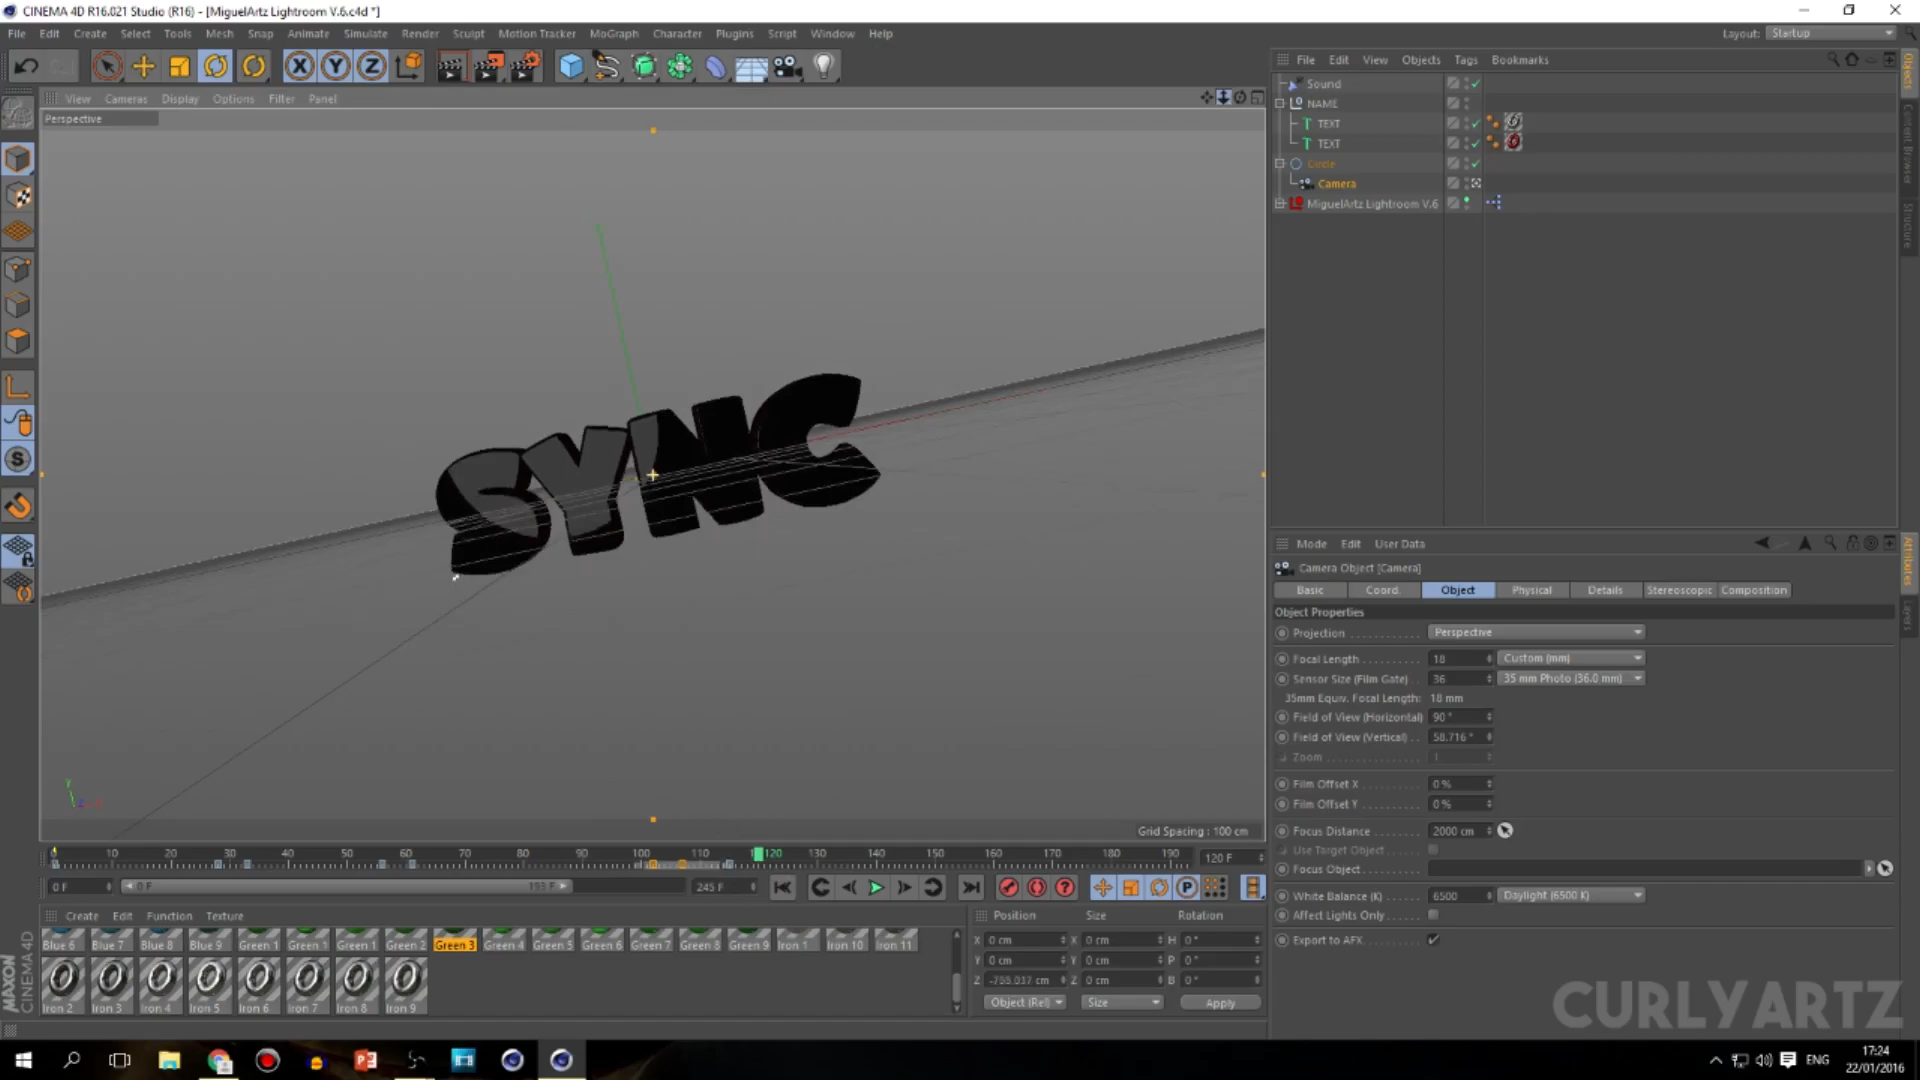 CINEMA 4D R16.021 Studio (R16) - [MiguelArtz Lightroom V.6.c4d *]
File Edit Create Select Tools Mesh Snap Animate Simulate Render Sculpt Motion Tracker MoGraph Character Plugins Script Window Help
Layout: Startup
View Cameras Display Options Filter Panel
Perspective
SYNC
Grid Spacing : 100 cm
File Edit View Objects Tags Bookmarks
Sound
NAME
TEXT
TEXT
Circle
Camera
MiguelArtz Lightroom V.6
Objects
Content Browser
Structure
Mode Edit User Data
Camera Object [Camera]
Basic Coord. Object Physical Details Stereoscopic Composition
Object Properties
Projection Perspective
Focal Length 18 Custom (mm)
Sensor Size (Film Gate) 36 35 mm Photo (36.0 mm)
35mm Equiv. Focal Length: 18 mm
Field of View (Horizontal) 90 °
Field of View (Vertical) 58.716 °
Zoom 1
Film Offset X 0 %
Film Offset Y 0 %
Focus Distance 2000 cm
Use Target Object
Focus Object
White Balance (K) 6500 Daylight (6500 K)
Affect Lights Only
Export to AFX
Attributes
Layers
0 10 20 30 40 50 60 70 80 90 100 110 120 130 140 150 160 170 180 190
120 F
0 F 0 F 193 F 245 F
Create Edit Function Texture
Blue 6 Blue 7 Blue 8 Blue 9 Green 1 Green 1 Green 1 Green 2 Green 3 Green 4 Green 5 Green 6 Green 7 Green 8 Green 9 Iron 1 Iron 10 Iron 11
Iron 2 Iron 3 Iron 4 Iron 5 Iron 6 Iron 7 Iron 8 Iron 9
Position Size Rotation
X 0 cm X 0 cm H 0 °
Y 0 cm Y 0 cm P 0 °
Z Z 0 cm B 0 °
Object (Rel) Size Apply
MAXON
CINEMA 4D
CURLYARTZ
ENG
17:24
22/01/2016